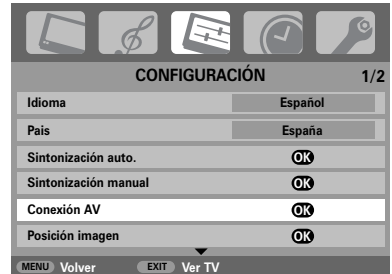 CONFIGURACIÓN 1/2
Idioma Español
Pais España
Sintonización auto. OK
Sintonización manual OK
Conexión AV OK
Posición imagen OK
MENU Volver EXIT Ver TV